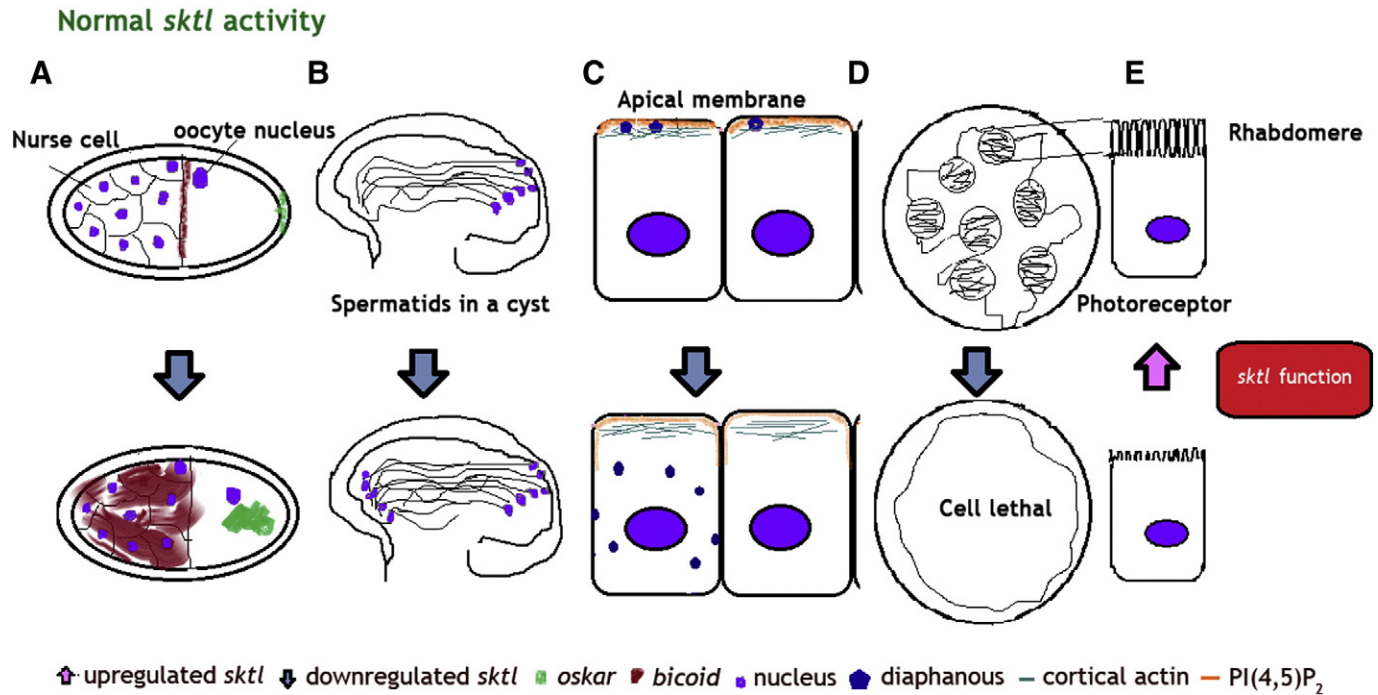 Normal sktl activity
A
B
C
D
E
Apical membrane
Nurse cell
oocyte nucleus
Rhabdomere
Spermatids in a cyst
Photoreceptor
sktl function
Cell lethal
upregulated sktl
downregulated sktl
oskar
bicoid
nucleus
diaphanous
cortical actin
PI(4,5)P₂